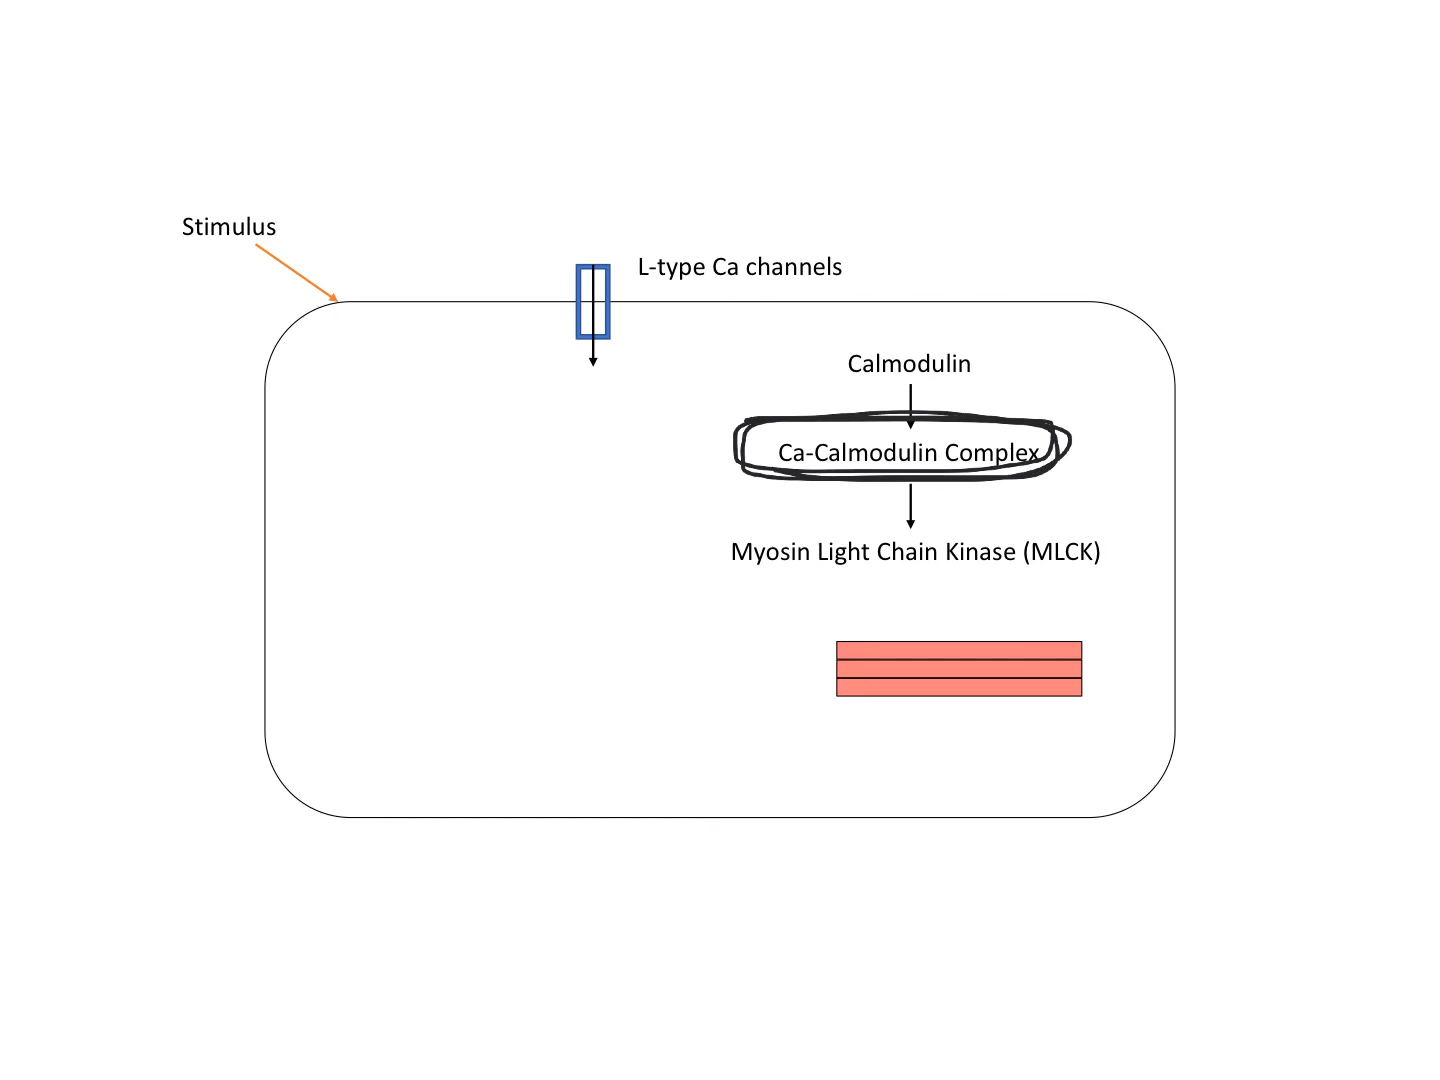 Stimulus
L-type Ca channels
Calmodulin
Ca-Calmodulin Complex
Myosin Light Chain Kinase (MLCK)